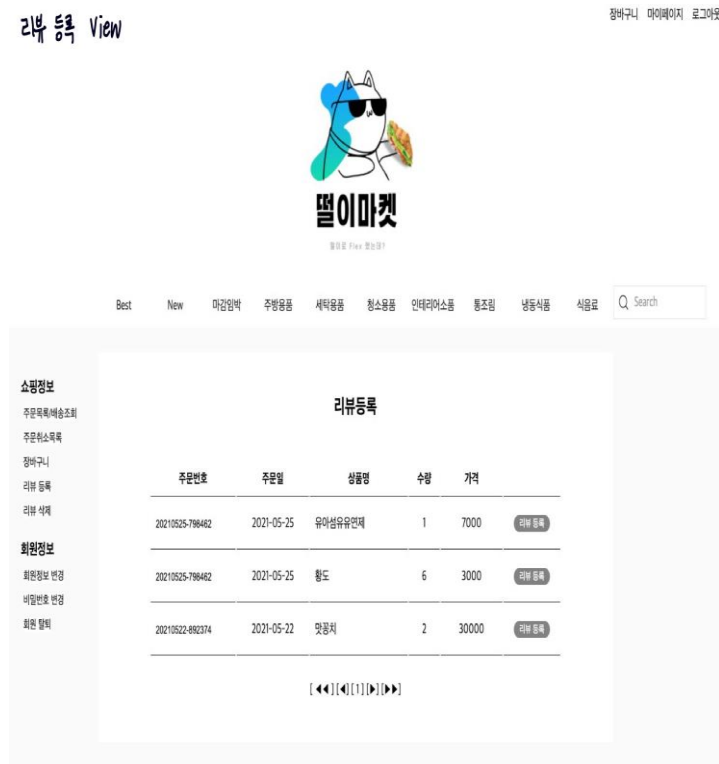 리뷰 등록 View
장바구니 마이페이지 로그아웃
떨이마켓
떨이로 Flex 했는데?
Best New 마감임박 주방용품 세탁용품 청소용품 인테리어소품 통조림 냉동식품 식음료 Search
쇼핑정보
주문목록/배송조회
주문취소목록
장바구니
리뷰 등록
리뷰 삭제
회원정보
회원정보 변경
비밀번호 변경
회원 탈퇴
리뷰등록
주문번호 주문일 상품명 수량 가격
20210525-798462 2021-05-25 유아섬유유연제 1 7000 리뷰 등록
20210525-798462 2021-05-25 황도 6 3000 리뷰 등록
20210522-892374 2021-05-22 맛꽁치 2 30000 리뷰 등록
[◀◀][◀][1][▶][▶▶]